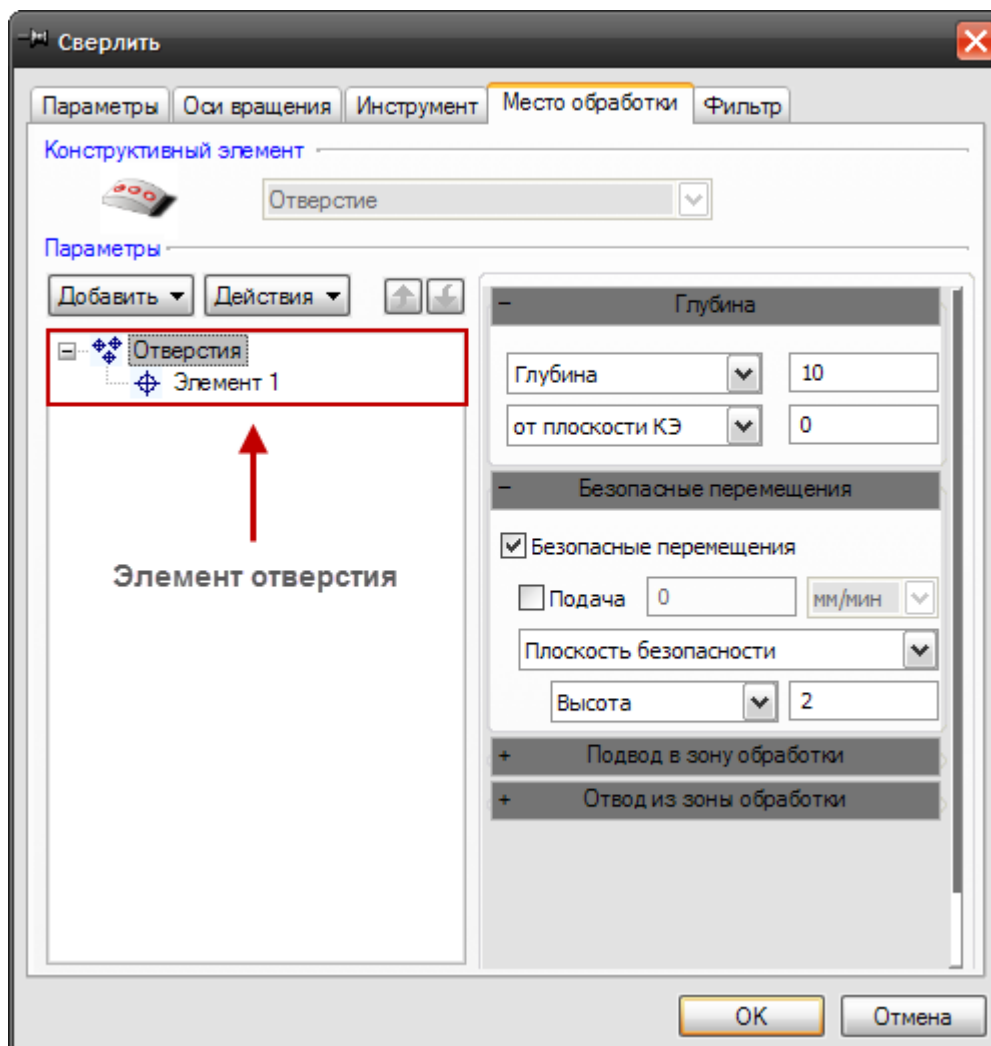 Сверлить
Параметры Оси вращения Инструмент Место обработки Фильтр
Конструктивный элемент
Отверстие
Параметры
Добавить Действия
Отверстия
Элемент 1
Элемент отверстия
Глубина
Глубина 10
от плоскости КЭ 0
Безопасные перемещения
Безопасные перемещения
Подача 0 мм/мин
Плоскость безопасности
Высота 2
Подвод в зону обработки
Отвод из зоны обработки
OK Отмена